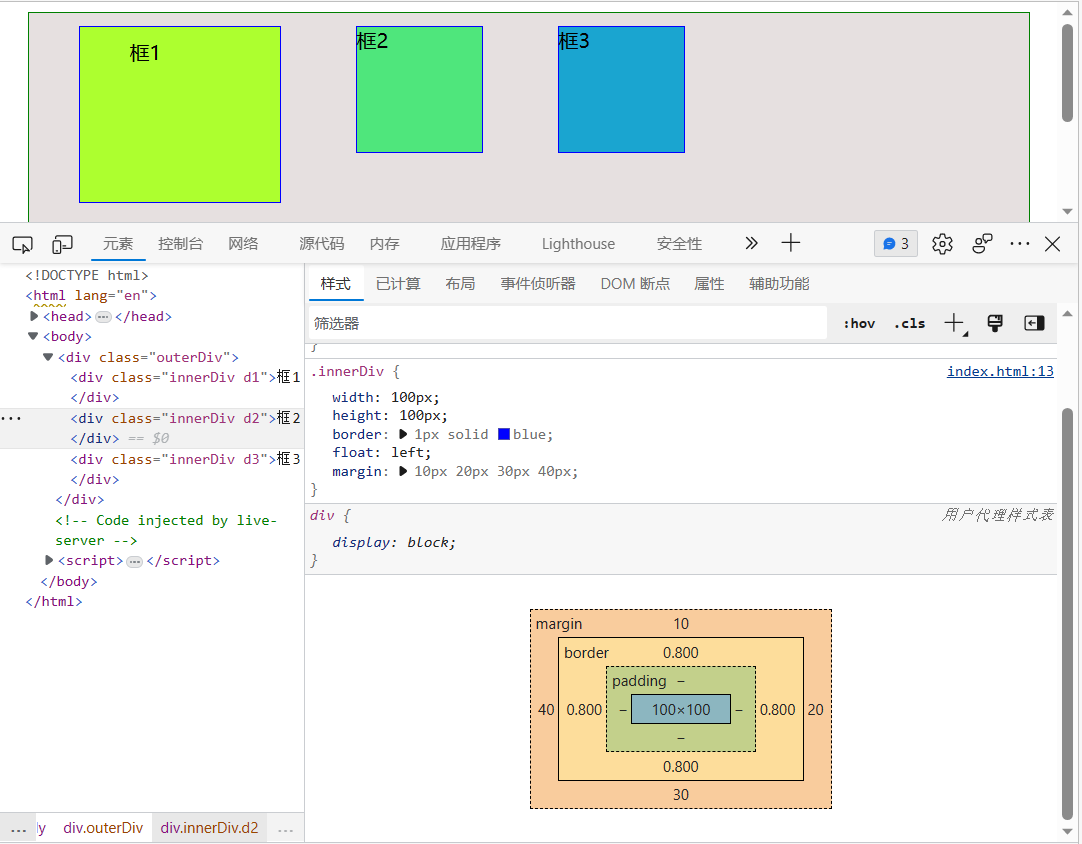 框1
框2
框3
元素 控制台 网络 源代码 内存 应用程序 Lighthouse 安全性 3
<!DOCTYPE html>
<html lang="en">
<head> … </head>
<body>
<div class="outerDiv">
<div class="innerDiv d1">框1
</div>
<div class="innerDiv d2">框2
</div> == $0
<div class="innerDiv d3">框3
</div>
</div>
<!-- Code injected by live-
server -->
<script> … </script>
</body>
</html>
... ly div.outerDiv div.innerDiv.d2 ...
样式 已计算 布局 事件侦听器 DOM 断点 属性 辅助功能
筛选器 :hov .cls
}
.innerDiv { index.html:13
width: 100px;
height: 100px;
border: 1px solid blue;
float: left;
margin: 10px 20px 30px 40px;
}
div { 用户代理样式表
display: block;
}
margin 10
border 0.800
padding –
40 0.800 – 100×100 – 0.800 20
–
0.800
30